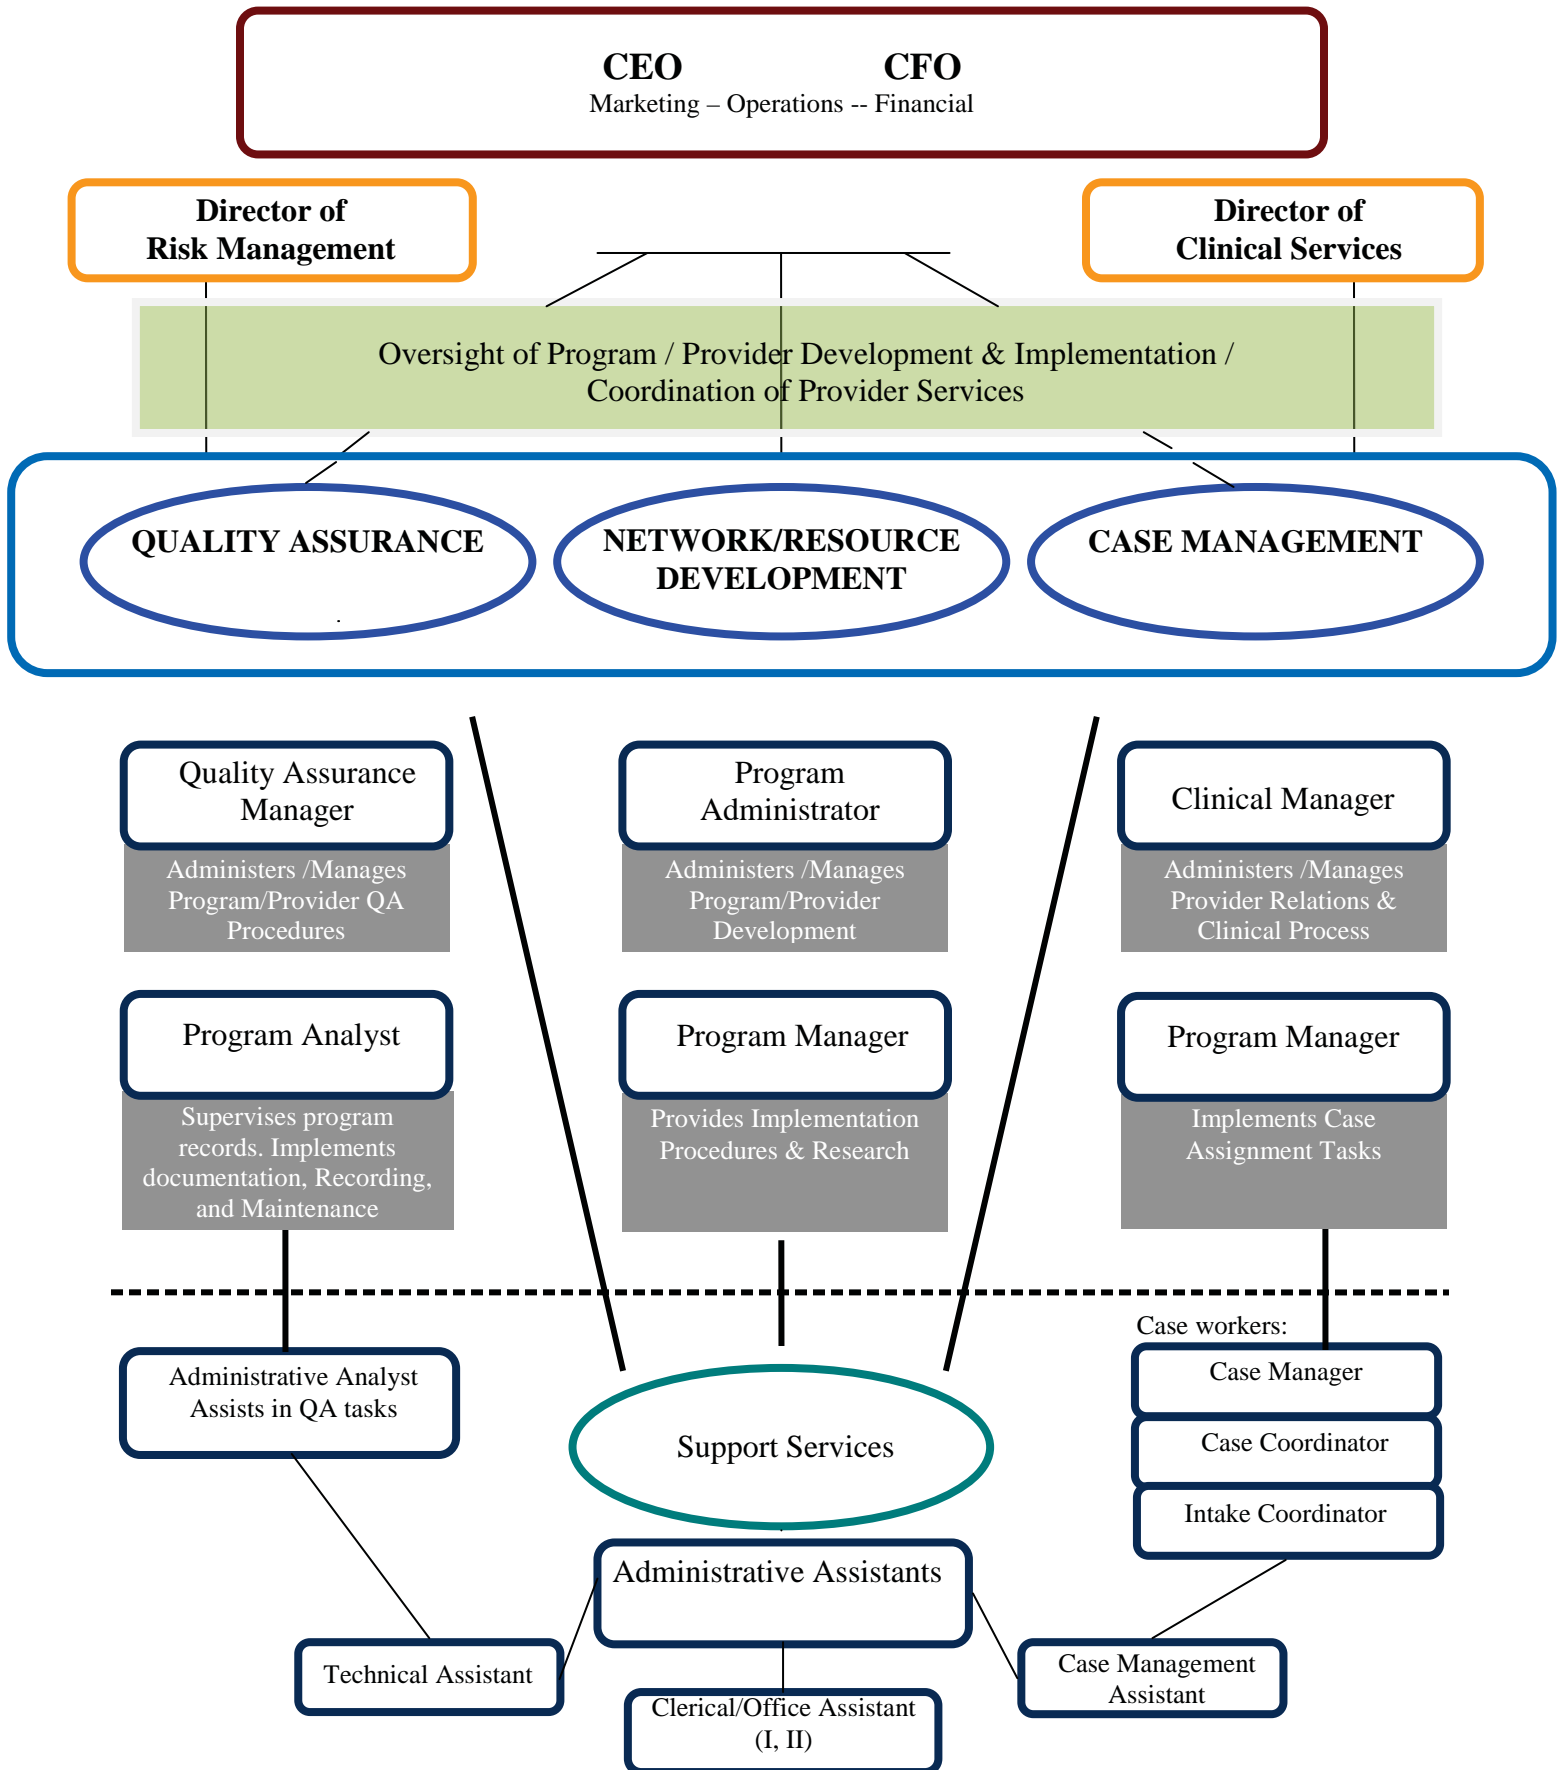 CEO CFO
Marketing – Operations -- Financial
Director of
Risk Management
Director of
Clinical Services
Oversight of Program / Provider Development & Implementation /
Coordination of Provider Services
QUALITY ASSURANCE
.
NETWORK/RESOURCE
DEVELOPMENT
CASE MANAGEMENT
Quality Assurance
Manager
Administers /Manages
Program/Provider QA
Procedures
Program
Administrator
Administers /Manages
Program/Provider
Development
Clinical Manager
Administers /Manages
Provider Relations &
Clinical Process
Program Analyst
Supervises program
records. Implements
documentation, Recording,
and Maintenance
Program Manager
Provides Implementation
Procedures & Research
Program Manager
Implements Case
Assignment Tasks
Administrative Analyst
Assists in QA tasks
Support Services
Case workers:
Case Manager
Case Coordinator
Intake Coordinator
Administrative Assistants
Technical Assistant
Clerical/Office Assistant
(I, II)
Case Management
Assistant